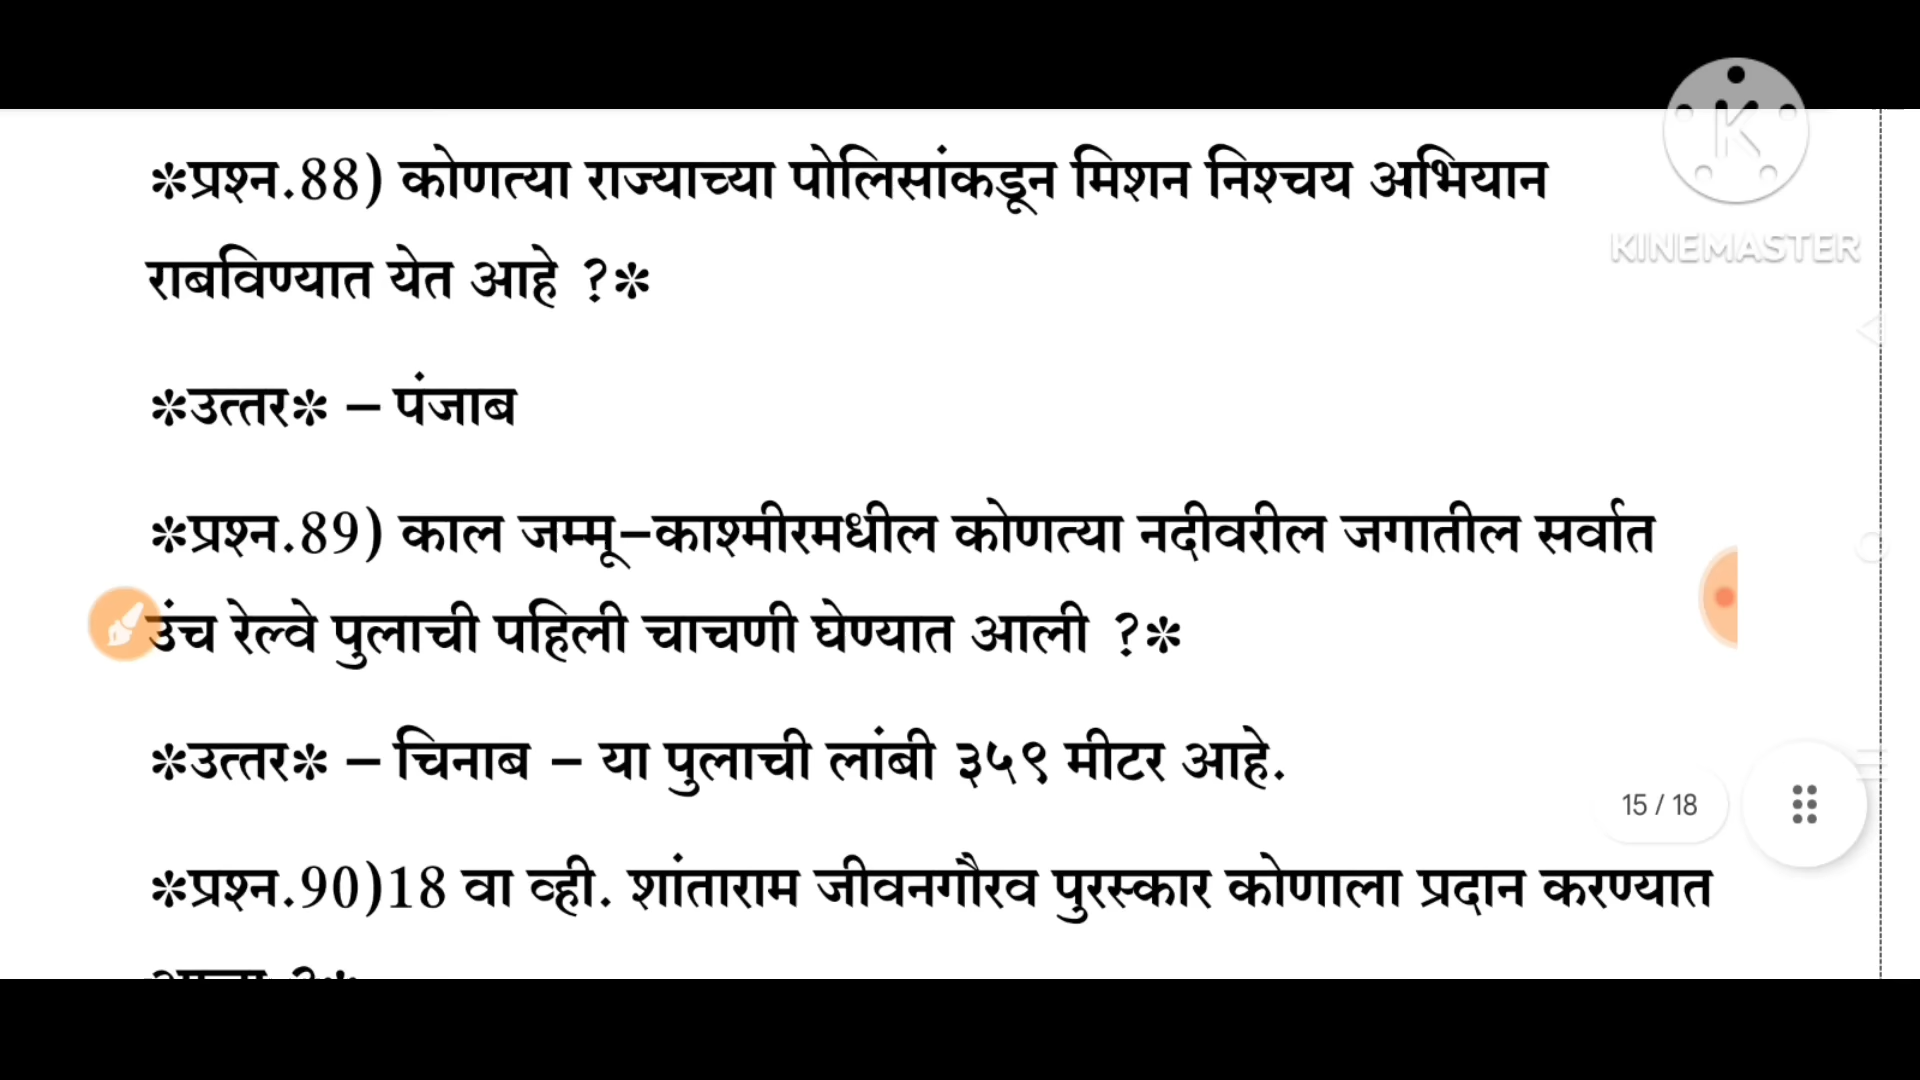 *प्रश्न.88) कोणत्या राज्याच्या पोलिसांकडून मिशन निश्चय अभियान
राबविण्यात येत आहे ?*
*उत्तर* – पंजाब
*प्रश्न.89) काल जम्मू–काश्मीरमधील कोणत्या नदीवरील जगातील सर्वात
उंच रेल्वे पुलाची पहिली चाचणी घेण्यात आली ?*
*उत्तर* – चिनाब – या पुलाची लांबी ३५९ मीटर आहे.
*प्रश्न.90)18 वा व्ही. शांताराम जीवनगौरव पुरस्कार कोणाला प्रदान करण्यात
KINEMASTER
15 / 18